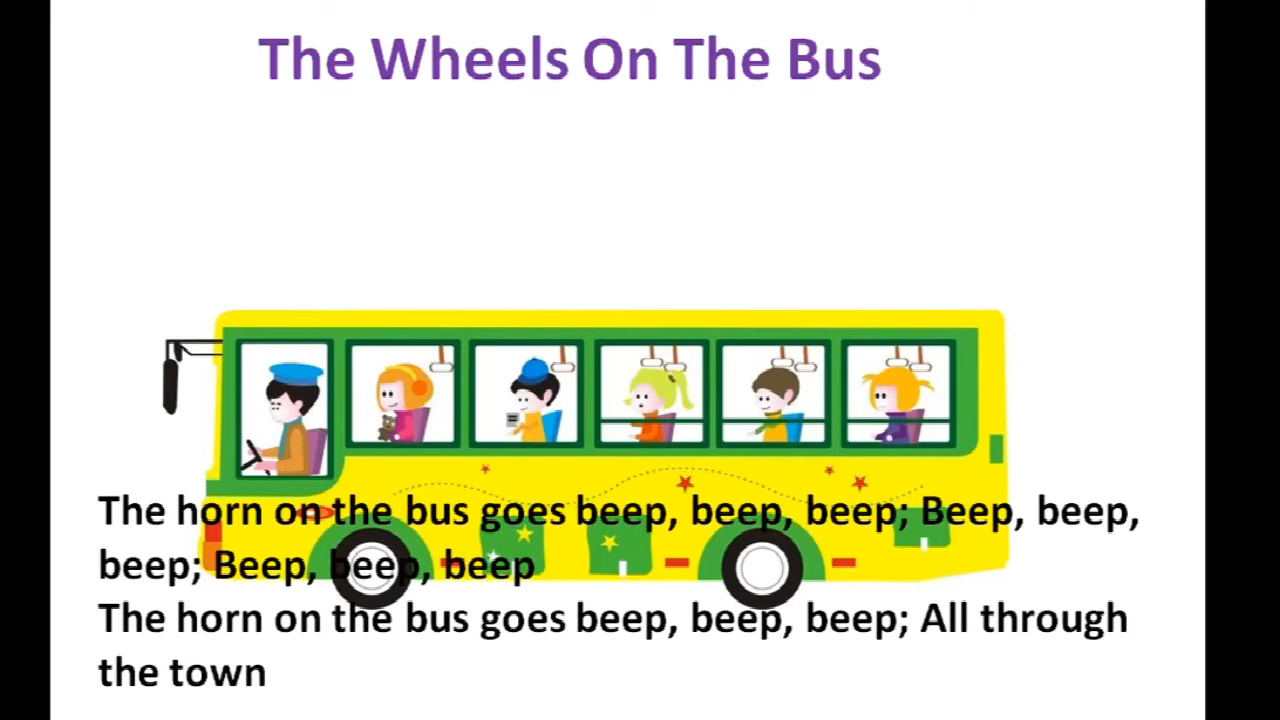 The Wheels On The Bus
The horn on the bus goes beep, beep, beep; Beep, beep,
beep; Beep, beep, beep
The horn on the bus goes beep, beep, beep; All through
the town